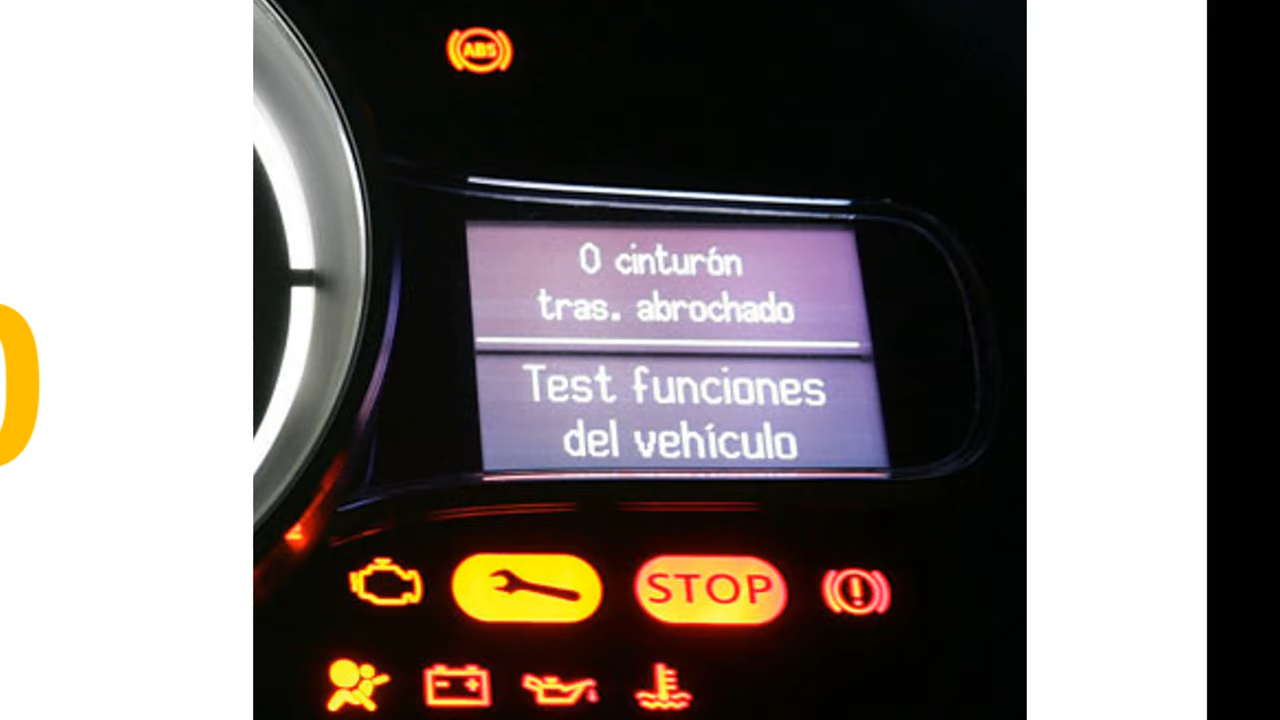 ABS
0 cinturón
tras. abrochado
Test funciones
del vehículo
STOP